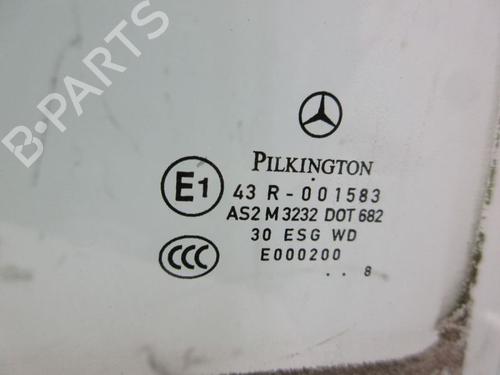 B-PARTS
PILKINGTON
E1
43 R - 001583
AS2 M 3232 DOT 682
30 ESG WD
CCC
E000200
. . 8